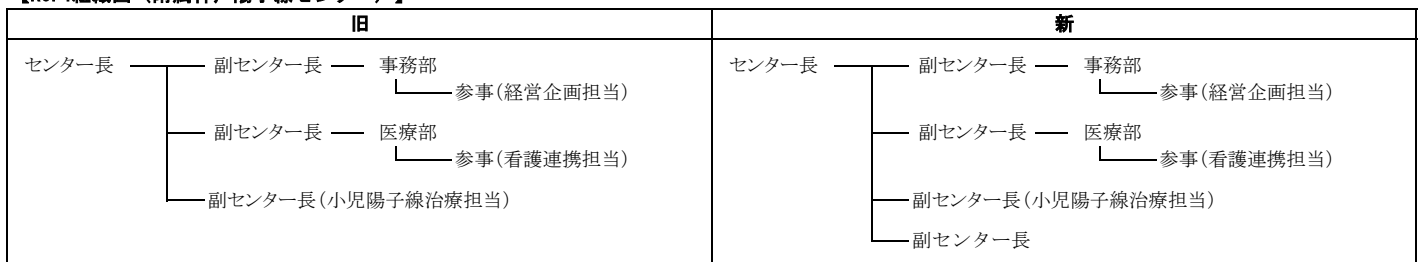 旧
センター長 副センター長 事務部
参事(経営企画担当)
副センター長 医療部
参事(看護連携担当)
副センター長(小児陽子線治療担当)
新
センター長 副センター長 事務部
参事(経営企画担当)
副センター長 医療部
参事(看護連携担当)
副センター長(小児陽子線治療担当)
副センター長